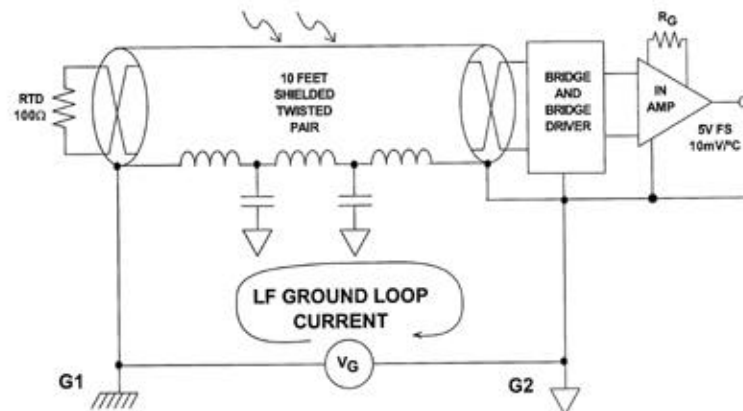 RG
RTD
100Ω
10 FEET
SHIELDED
TWISTED
PAIR
BRIDGE
AND
BRIDGE
DRIVER
IN
AMP
5V FS
10mV/°C
LF GROUND LOOP
CURRENT
VG
G1
G2